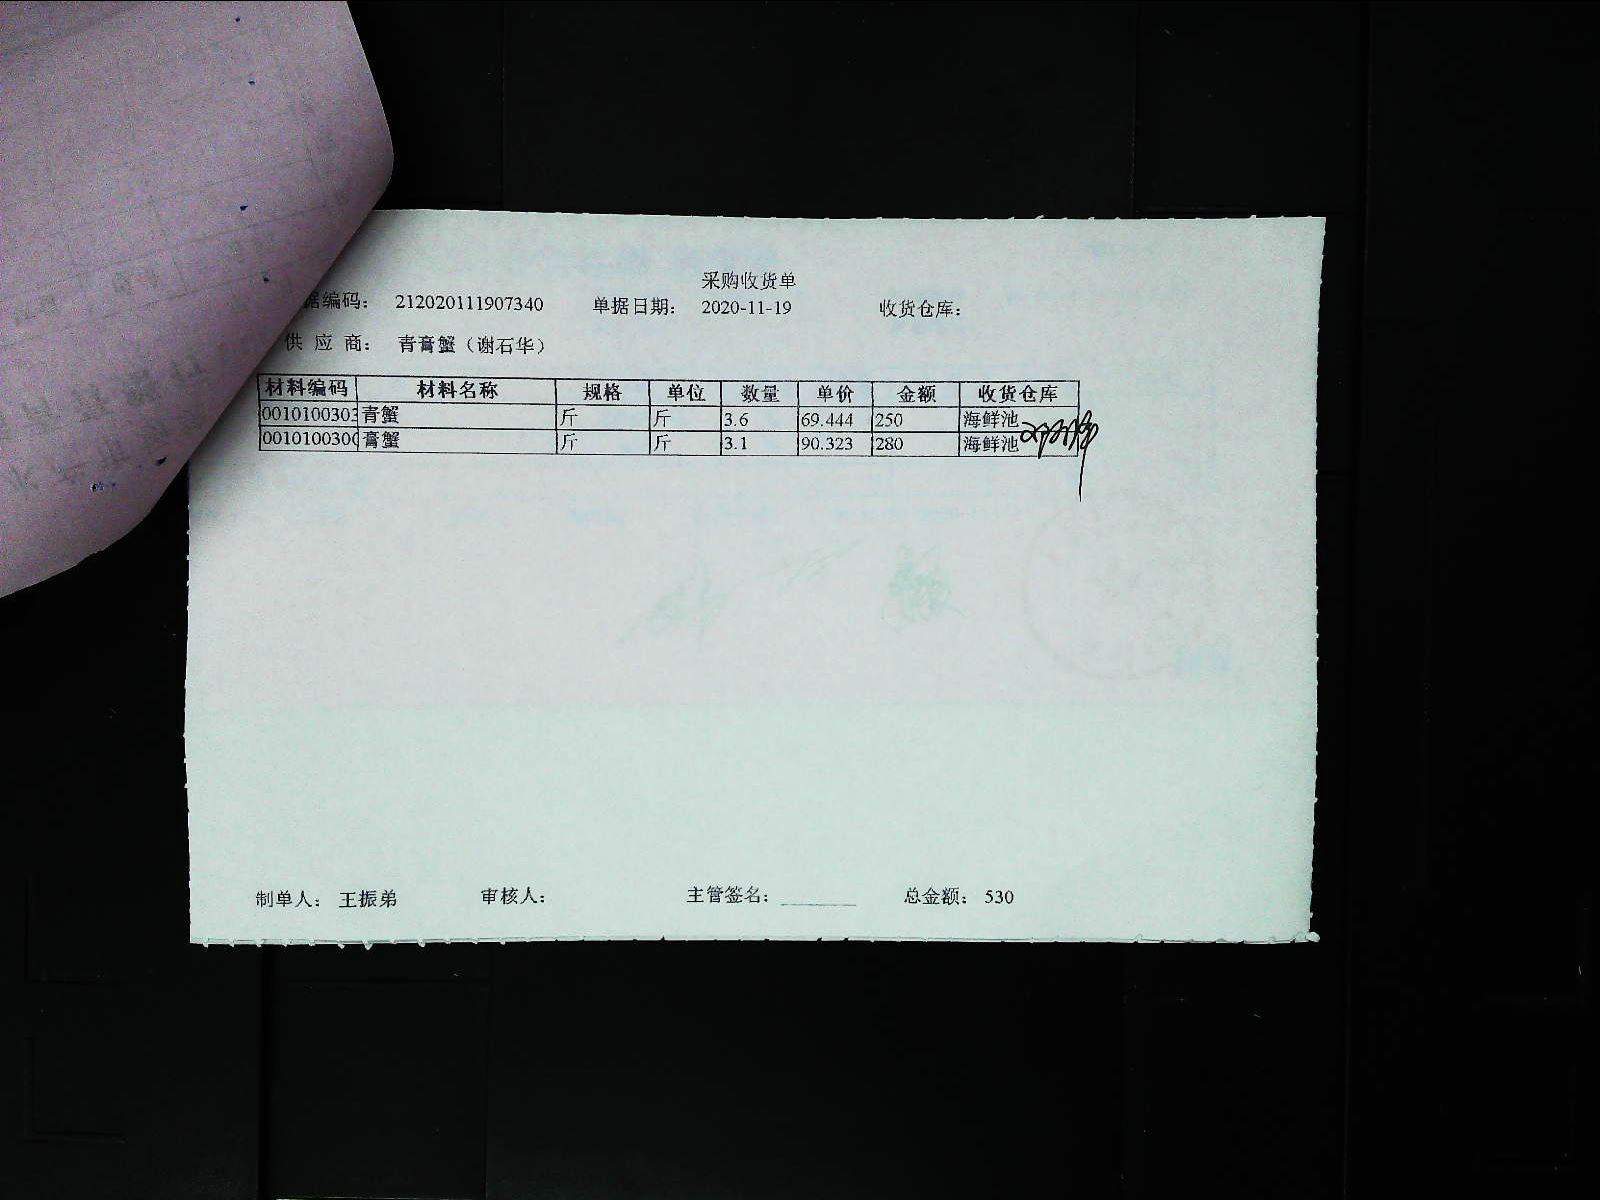 采购收货单
据编码： 212020111907340 单据日期： 2020-11-19 收货仓库：
供 应 商： 青膏蟹（谢石华）
材料编码 材料名称 规格 单位 数量 单价 金额 收货仓库
0010100303 青蟹 斤 斤 3.6 69.444 250 海鲜池
001010030 膏蟹 斤 斤 3.1 90.323 280 海鲜池
制单人： 王振弟 审核人： 主管签名： 总金额： 530